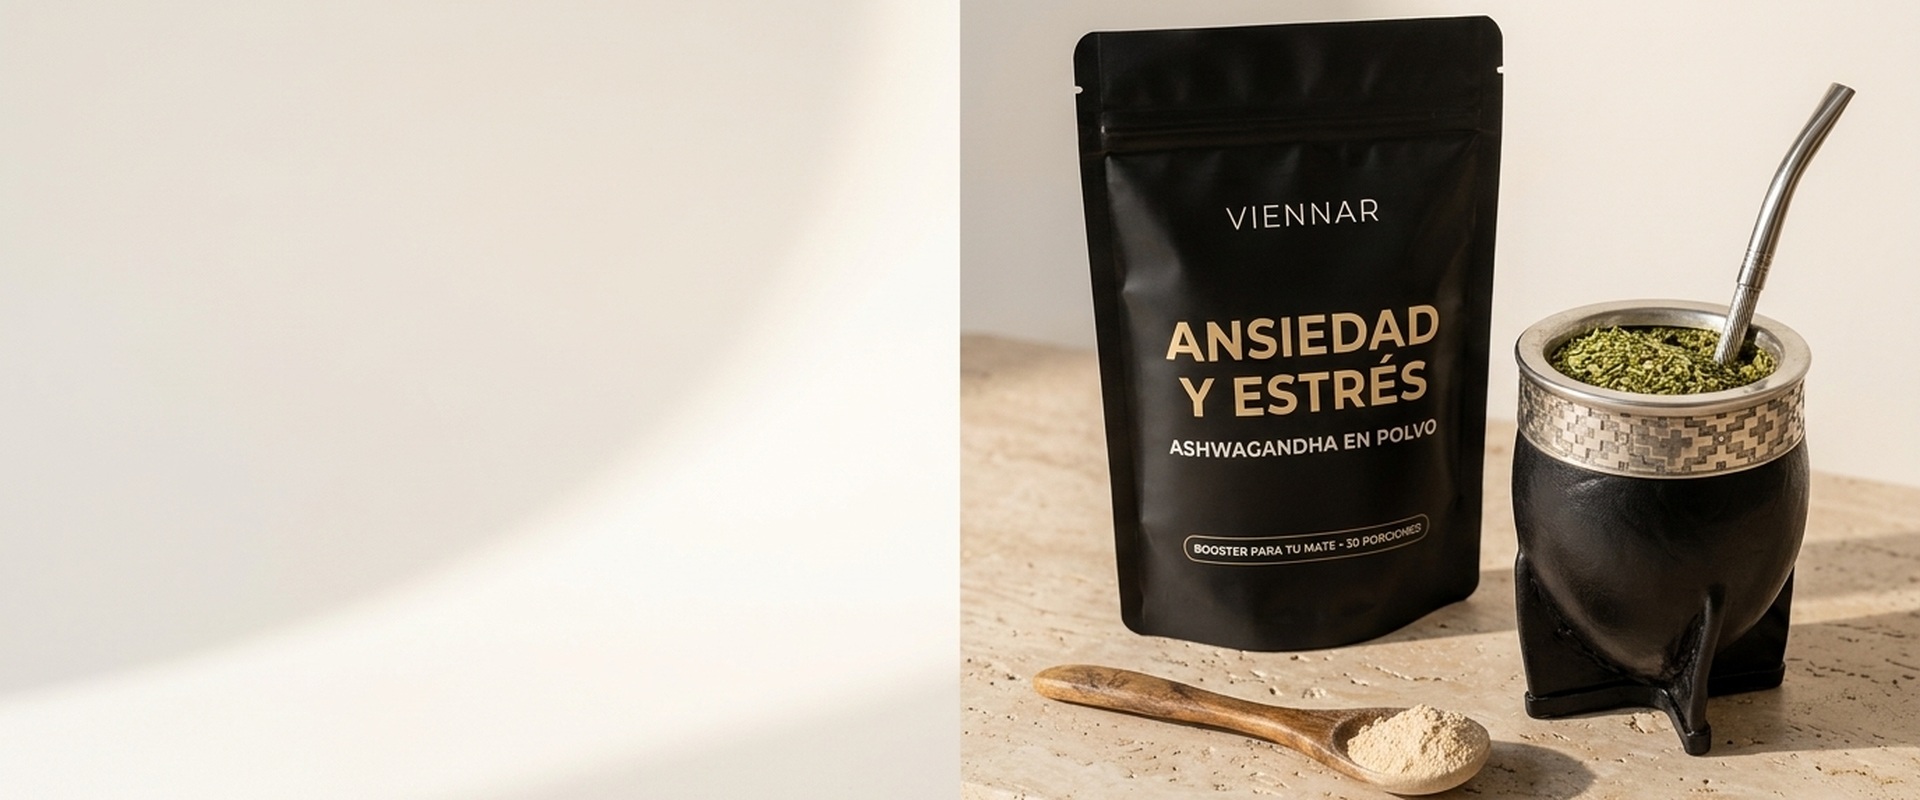 VIENNAR
ANSIEDAD
Y ESTRÉS
ASHWAGANDHA EN POLVO
BOOSTER PARA TU MATE - 30 PORCIONES